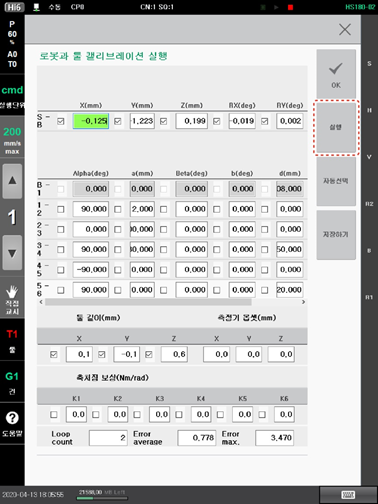 Hi6 수동 CP0 CN:1 SQ:1 HS180-02
P
60
%
A0
T0
cmd
실행단위
200
mm/s
max
1
직접
교시
T1
툴
G1
건
도움말
로봇과 툴 캘리브레이션 실행
X(mm) Y(mm) Z(mm) RX(deg) RY(deg)
S-
B -0,125 -1,223 0,199 -0,019 0,002
Alpha(deg) a(mm) Beta(deg) b(mm) d(mm)
B-
1 0,000 0,000 0,000 0,000 08,000
1-
2 90,000 2,000 0,000 0,000 0,000
2-
3 0,000 0,000 0,000 0,000 0,000
3-
4 90,000 0,000 0,000 0,000 50,000
4-
5 -90,000 0,000 0,000 0,000 0,000
5-
6 90,000 0,000 0,000 0,000 20,000
툴 길이(mm) 측정기 옵셋(mm)
X Y Z X Y Z
0,1 -0,1 0,6 0,0 0,0 0,0
축처짐 보상(Nm/rad)
K1 K2 K3 K4 K5 K6
0,0 0,0 0,0 0,0 0,0 0,0
Loop
count 2 Error
average 0,778 Error
max. 3,470
OK
실행
자동선택
저장하기
S
H
V
R2
B
R1
2020-04-13 18:05:55